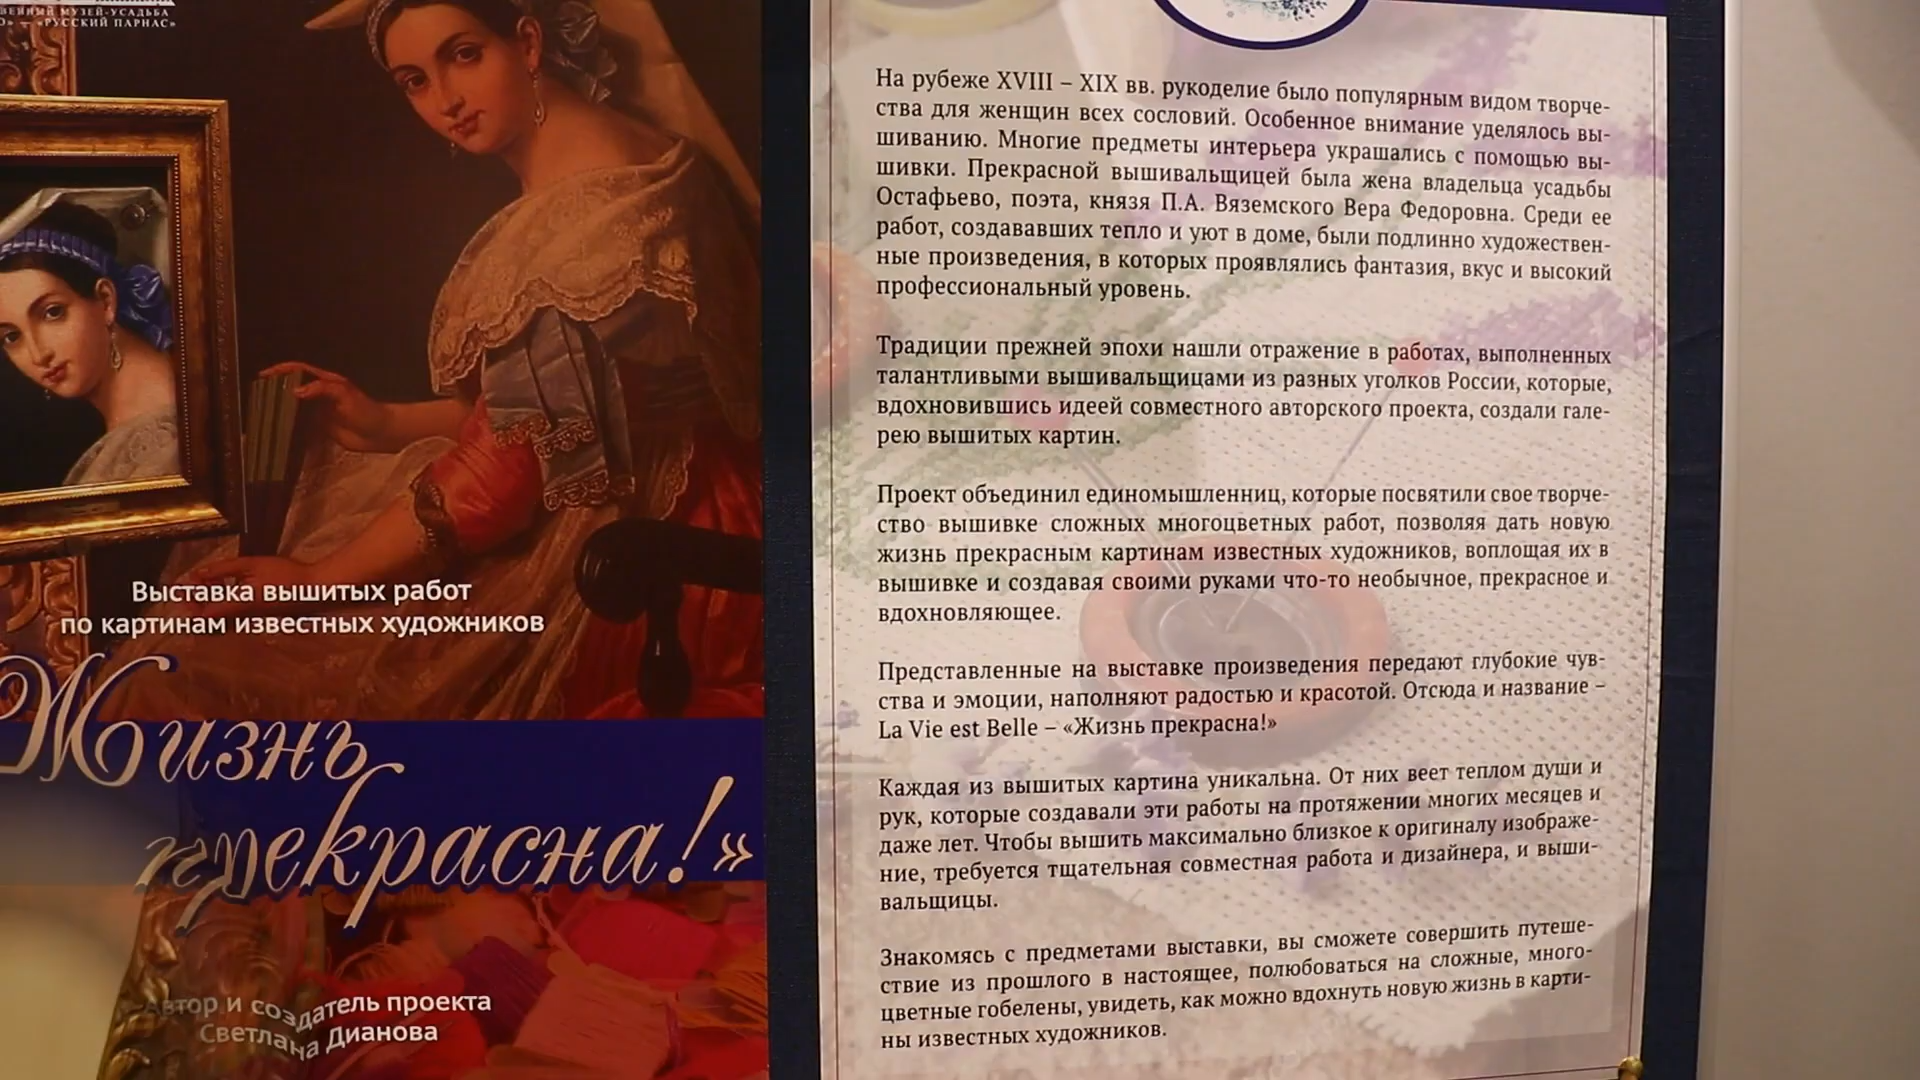 ВЕННЫЙ МУЗЕЙ-УСАДЬБА
— «РУССКИЙ ПАРНАС»
Выставка вышитых работ
по картинам известных художников
Жизнь
прекрасна!»
Автор и создатель проекта
Светлана Дианова
На рубеже XVIII – XIX вв. рукоделие было популярным видом творче-
ства для женщин всех сословий. Особенное внимание уделялось вы-
шиванию. Многие предметы интерьера украшались с помощью вы-
шивки. Прекрасной вышивальщицей была жена владельца усадьбы
Остафьево, поэта, князя П.А. Вяземского Вера Федоровна. Среди ее
работ, создававших тепло и уют в доме, были подлинно художествен-
ные произведения, в которых проявлялись фантазия, вкус и высокий
профессиональный уровень.
Традиции прежней эпохи нашли отражение в работах, выполненных
талантливыми вышивальщицами из разных уголков России, которые,
вдохновившись идеей совместного авторского проекта, создали гале-
рею вышитых картин.
Проект объединил единомышленниц, которые посвятили свое творче-
ство вышивке сложных многоцветных работ, позволяя дать новую
жизнь прекрасным картинам известных художников, воплощая их в
вышивке и создавая своими руками что-то необычное, прекрасное и
вдохновляющее.
Представленные на выставке произведения передают глубокие чув-
ства и эмоции, наполняют радостью и красотой. Отсюда и название –
La Vie est Belle – «Жизнь прекрасна!»
Каждая из вышитых картина уникальна. От них веет теплом души и
рук, которые создавали эти работы на протяжении многих месяцев и
даже лет. Чтобы вышить максимально близкое к оригиналу изображе-
ние, требуется тщательная совместная работа и дизайнера, и выши-
вальщицы.
Знакомясь с предметами выставки, вы сможете совершить путеше-
ствие из прошлого в настоящее, полюбоваться на сложные, много-
цветные гобелены, увидеть, как можно вдохнуть новую жизнь в карти-
ны известных художников.